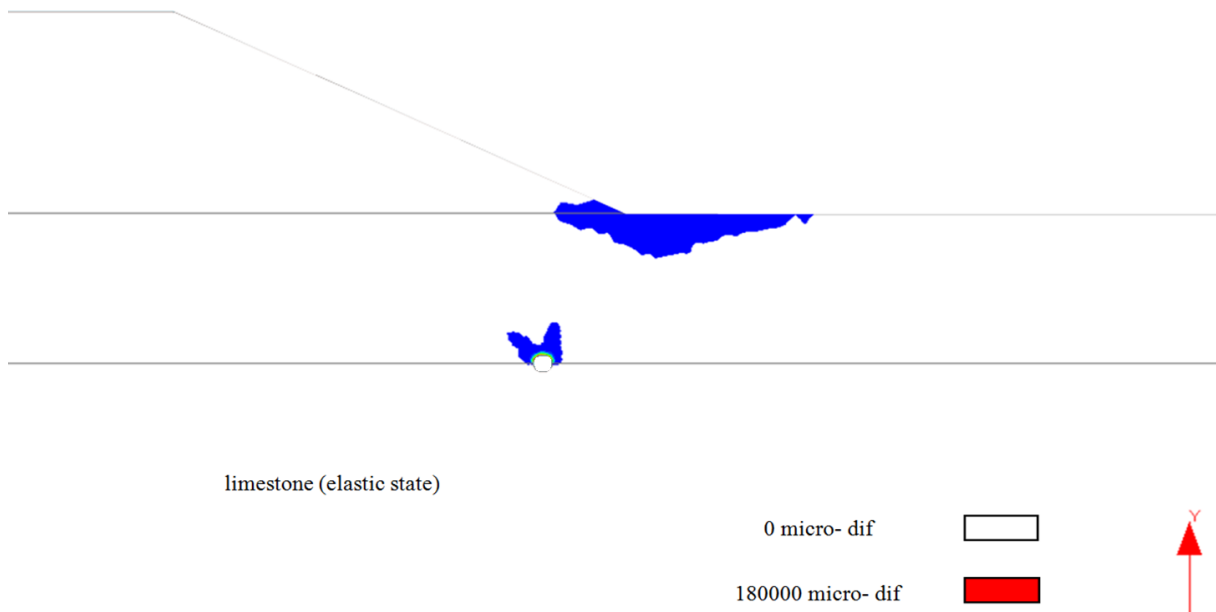 limestone (elastic state)
0 micro- dif
Y
180000 micro- dif